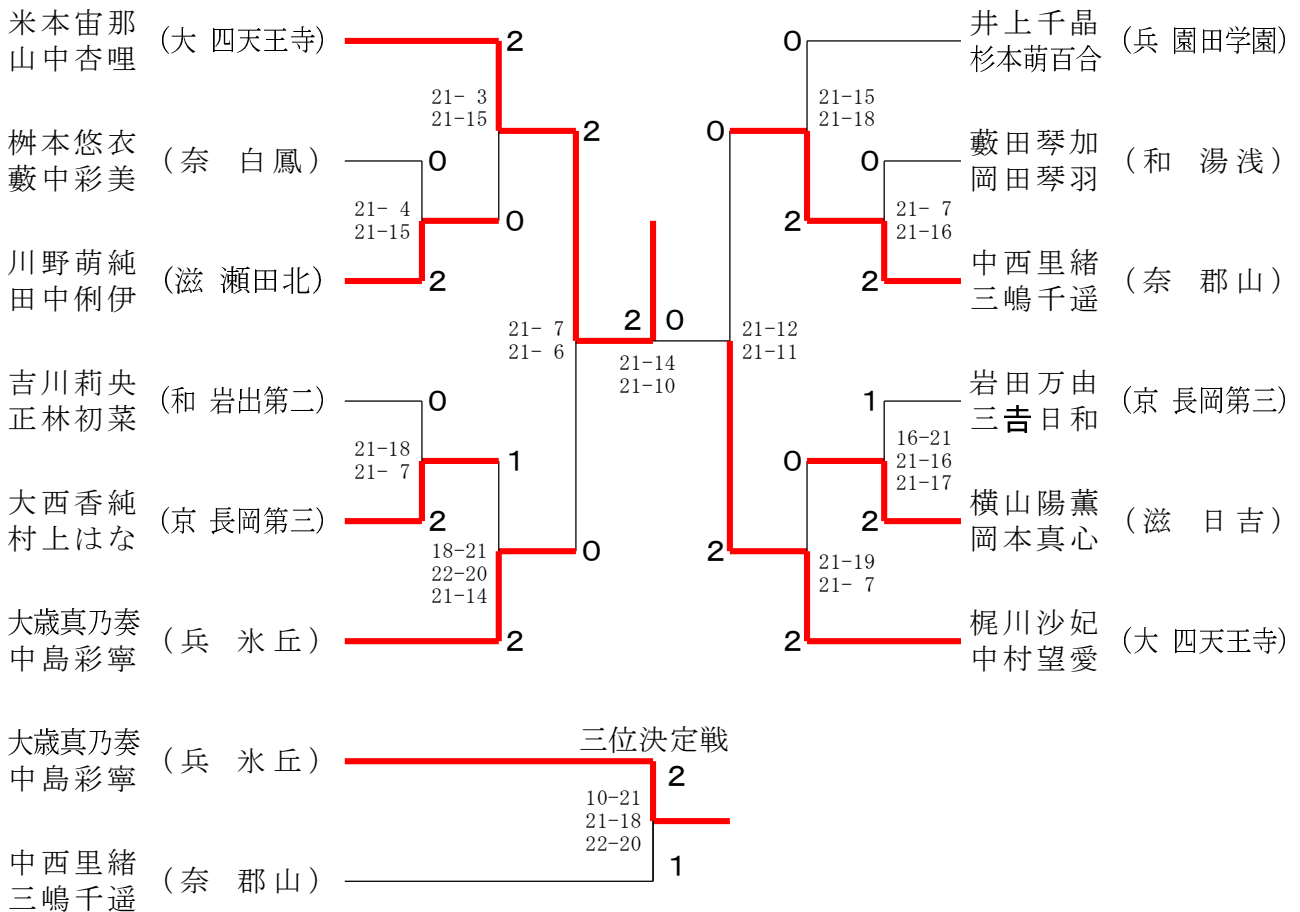 米本宙那
山中杏哩
(大 四天王寺)
2
21- 3
21-15
桝本悠衣
藪中彩美
(奈 白鳳)
0
21- 4
21-15
0
川野萌純
田中俐伊
(滋 瀬田北)
2
2
21- 7
21- 6
吉川莉央
正林初菜
(和 岩出第二)
0
21-18
21- 7
1
大西香純
村上はな
(京 長岡第三)
2
18-21
22-20
21-14
0
大歳真乃奏
中島彩寧
(兵 氷丘)
2
2 0
21-14
21-10
0
井上千晶
杉本萌百合
(兵 園田学園)
21-15
21-18
0
0
藪田琴加
岡田琴羽
(和 湯浅)
2
21- 7
21-16
2
中西里緒
三嶋千遥
(奈 郡山)
21-12
21-11
1
岩田万由
三𠮷日和
(京 長岡第三)
0
16-21
21-16
21-17
2
横山陽薫
岡本真心
(滋 日吉)
2
21-19
21- 7
2
梶川沙妃
中村望愛
(大 四天王寺)
三位決定戦
大歳真乃奏
中島彩寧
(兵 氷丘)
2
10-21
21-18
22-20
1
中西里緒
三嶋千遥
(奈 郡山)